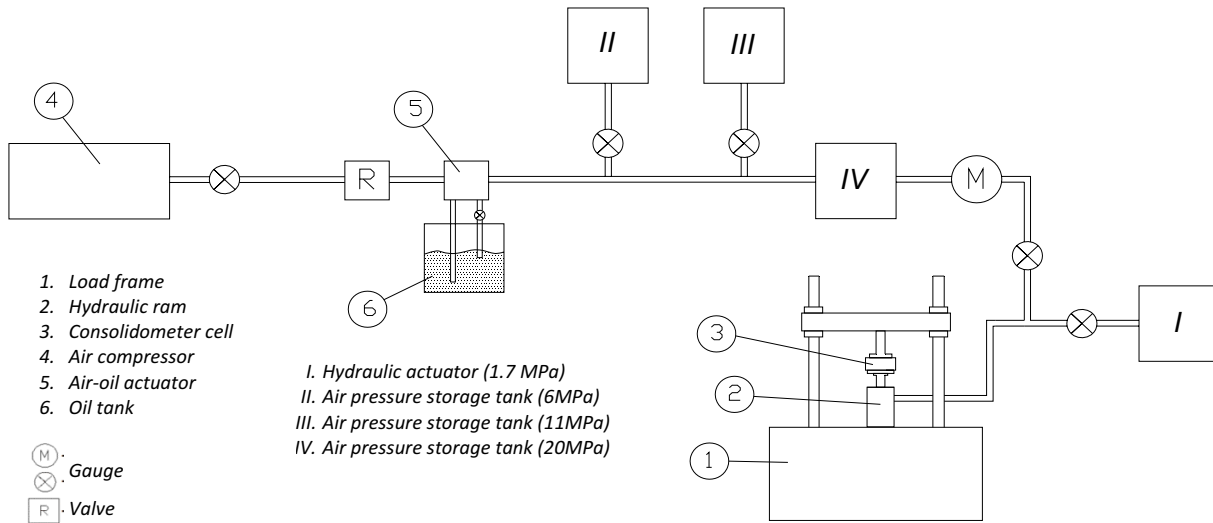 II
III
4
5
R
IV
M
6
3
I
2
1
1. Load frame
2. Hydraulic ram
3. Consolidometer cell
4. Air compressor
5. Air-oil actuator
6. Oil tank
I. Hydraulic actuator (1.7 MPa)
II. Air pressure storage tank (6MPa)
III. Air pressure storage tank (11MPa)
IV. Air pressure storage tank (20MPa)
M
Gauge
R Valve